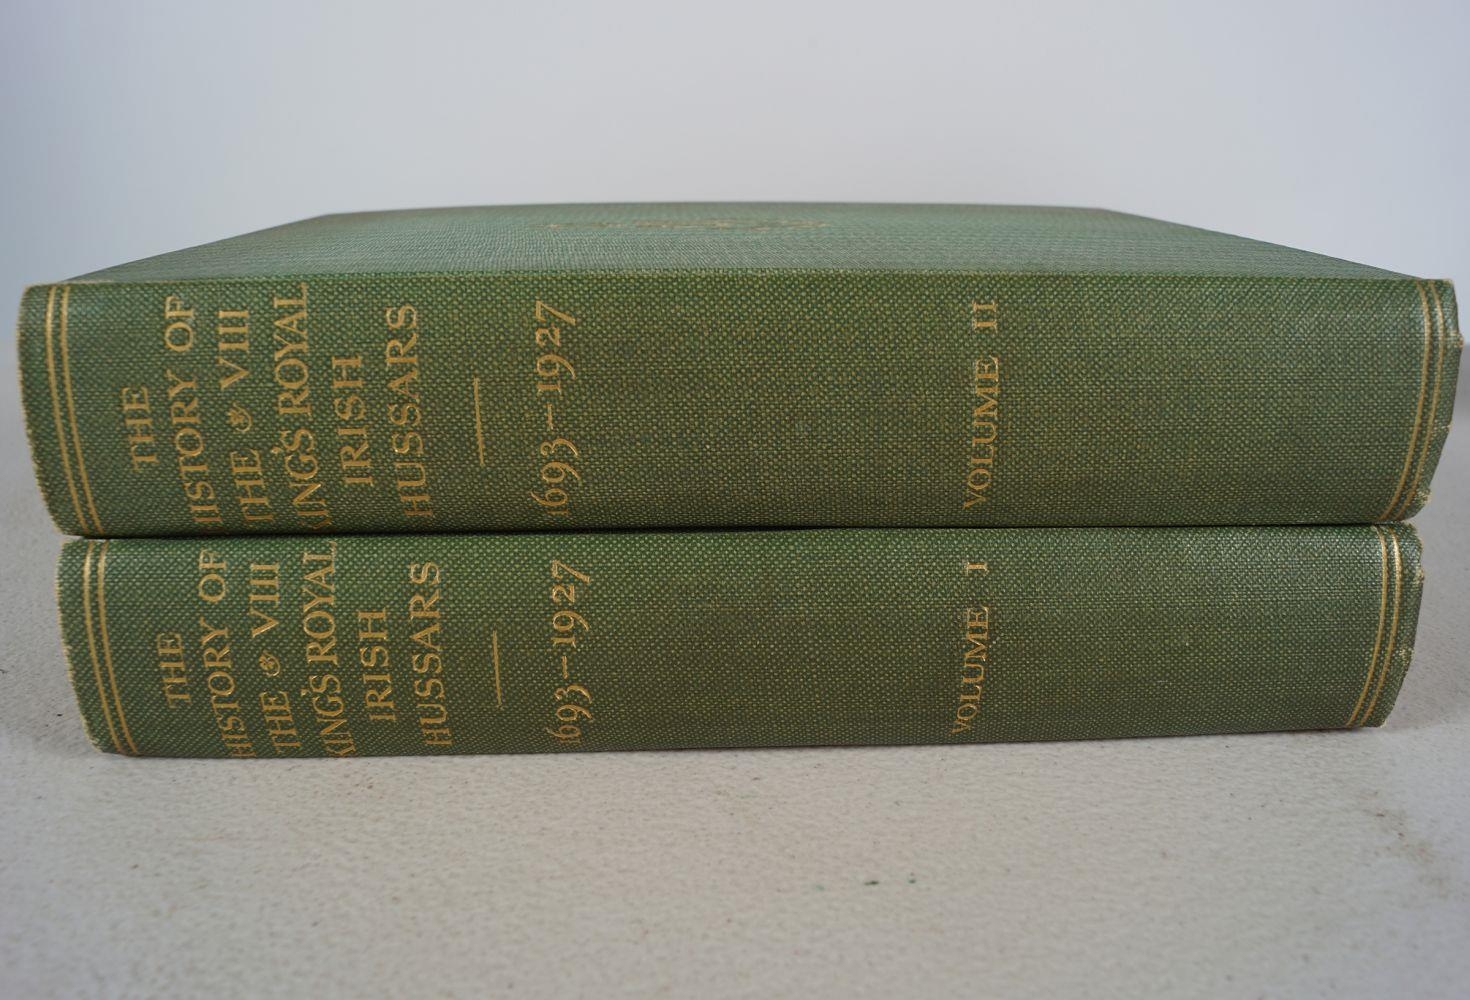 THE
HISTORY OF
THE & VIII
KING'S ROYAL
IRISH
HUSSARS
1693–1927
VOLUME II
THE
HISTORY OF
THE & VIII
KING'S ROYAL
IRISH
HUSSARS
1693–1927
VOLUME I